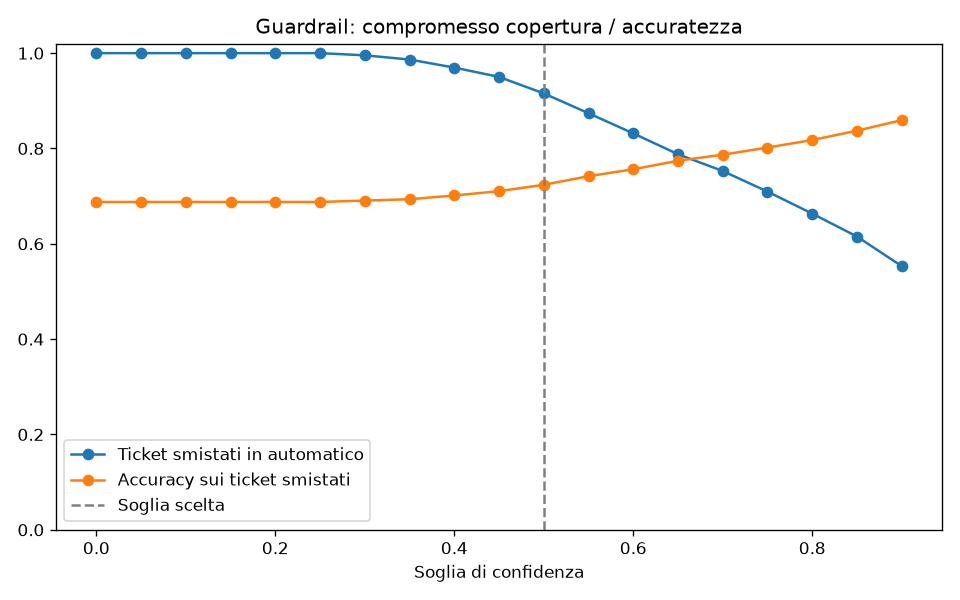 Guardrail: compromesso copertura / accuratezza
1.0
0.8
0.6
0.4
0.2
0.0
Ticket smistati in automatico
Accuracy sui ticket smistati
Soglia scelta
0.0 0.2 0.4 0.6 0.8
Soglia di confidenza